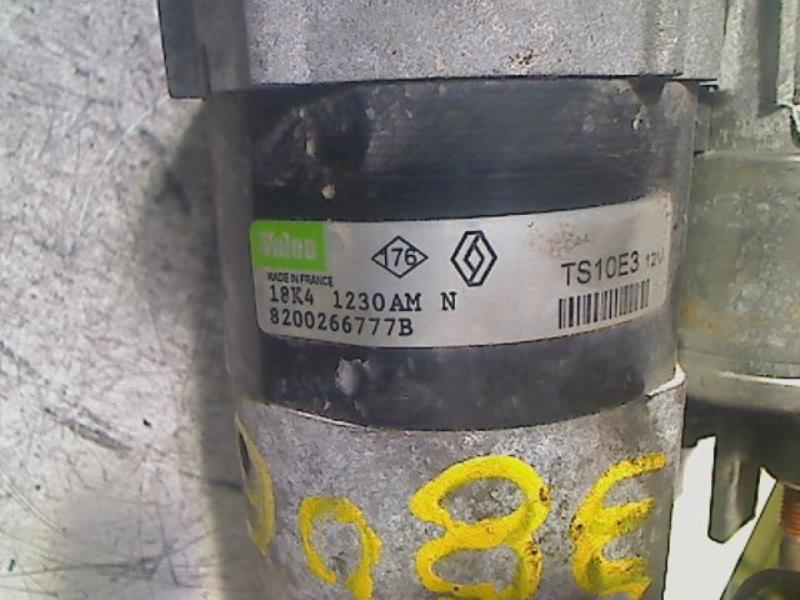 Valeo
176
TS10E3 12V
MADE IN FRANCE
18K4 1230AM N
8200266777B